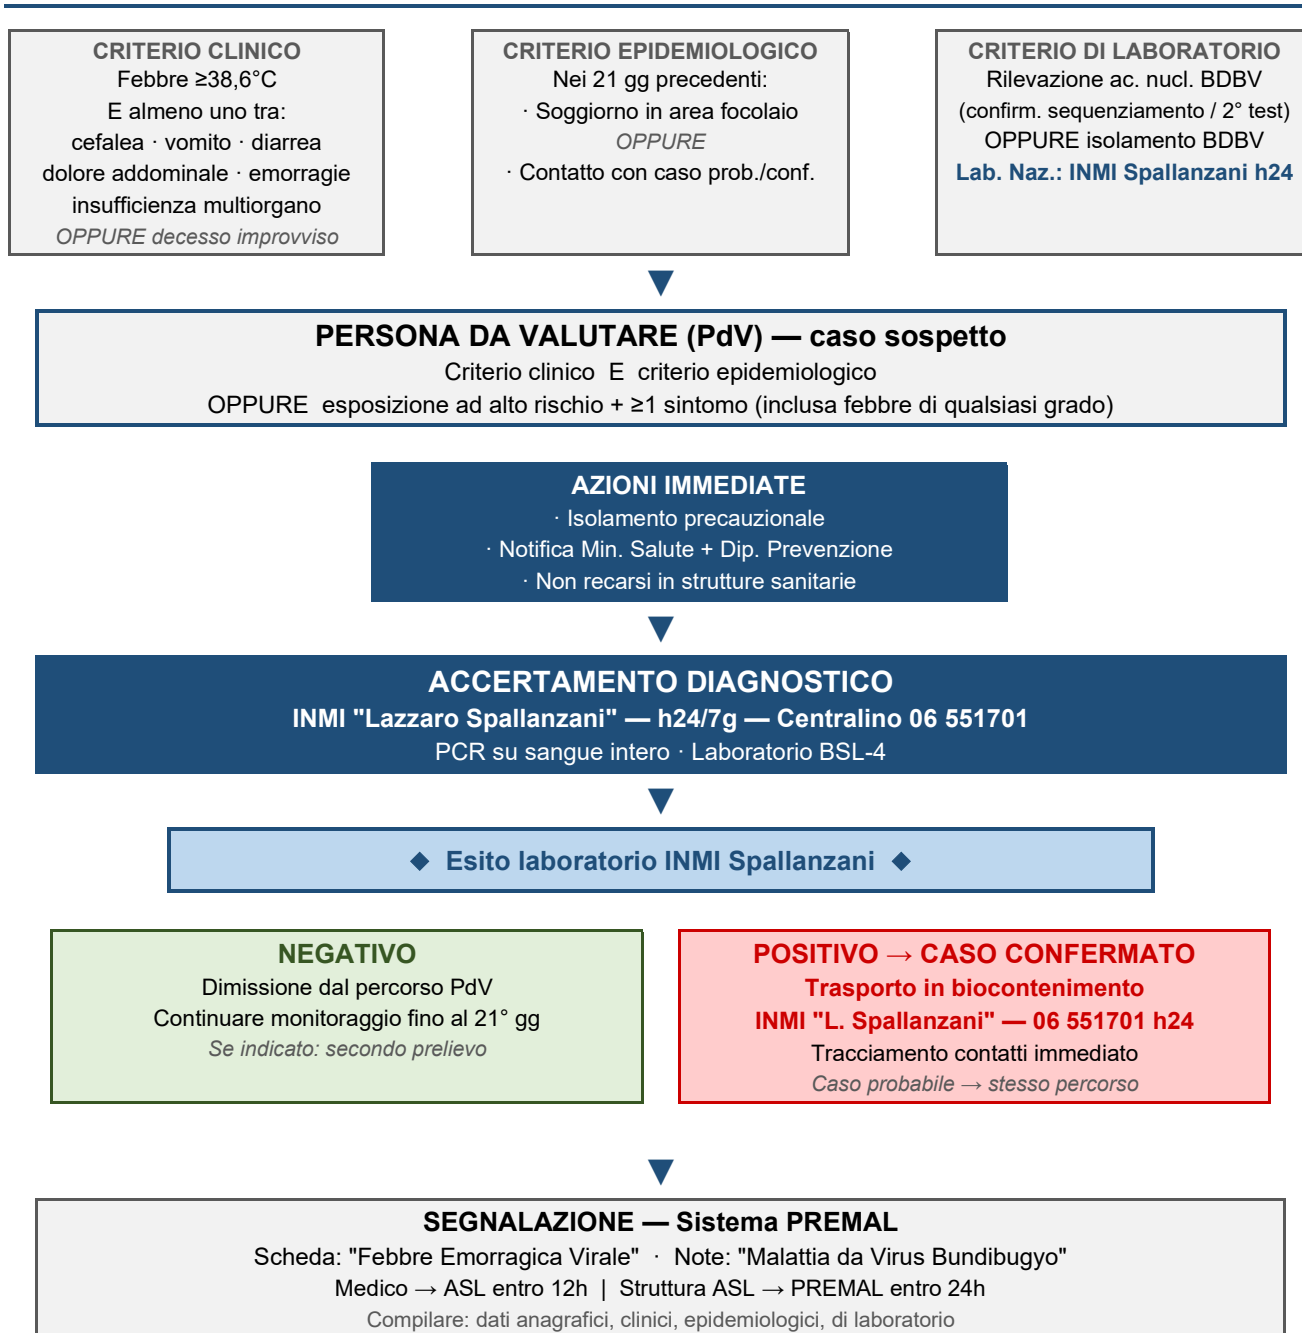 CRITERIO CLINICO
Febbre ≥38,6°C
E almeno uno tra:
cefalea · vomito · diarrea
dolore addominale · emorragie
insufficienza multiorgano
OPPURE decesso improvviso
CRITERIO EPIDEMIOLOGICO
Nei 21 gg precedenti:
· Soggiorno in area focolaio
OPPURE
· Contatto con caso prob./conf.
CRITERIO DI LABORATORIO
Rilevazione ac. nucl. BDBV
(confirm. sequenziamento / 2° test)
OPPURE isolamento BDBV
Lab. Naz.: INMI Spallanzani h24
PERSONA DA VALUTARE (PdV) — caso sospetto
Criterio clinico E criterio epidemiologico
OPPURE esposizione ad alto rischio + ≥1 sintomo (inclusa febbre di qualsiasi grado)
AZIONI IMMEDIATE
· Isolamento precauzionale
· Notifica Min. Salute + Dip. Prevenzione
· Non recarsi in strutture sanitarie
ACCERTAMENTO DIAGNOSTICO
INMI "Lazzaro Spallanzani" — h24/7g — Centralino 06 551701
PCR su sangue intero · Laboratorio BSL-4
◆ Esito laboratorio INMI Spallanzani ◆
NEGATIVO
Dimissione dal percorso PdV
Continuare monitoraggio fino al 21° gg
Se indicato: secondo prelievo
POSITIVO → CASO CONFERMATO
Trasporto in biocontenimento
INMI "L. Spallanzani" — 06 551701 h24
Tracciamento contatti immediato
Caso probabile → stesso percorso
SEGNALAZIONE — Sistema PREMAL
Scheda: "Febbre Emorragica Virale" · Note: "Malattia da Virus Bundibugyo"
Medico → ASL entro 12h | Struttura ASL → PREMAL entro 24h
Compilare: dati anagrafici, clinici, epidemiologici, di laboratorio